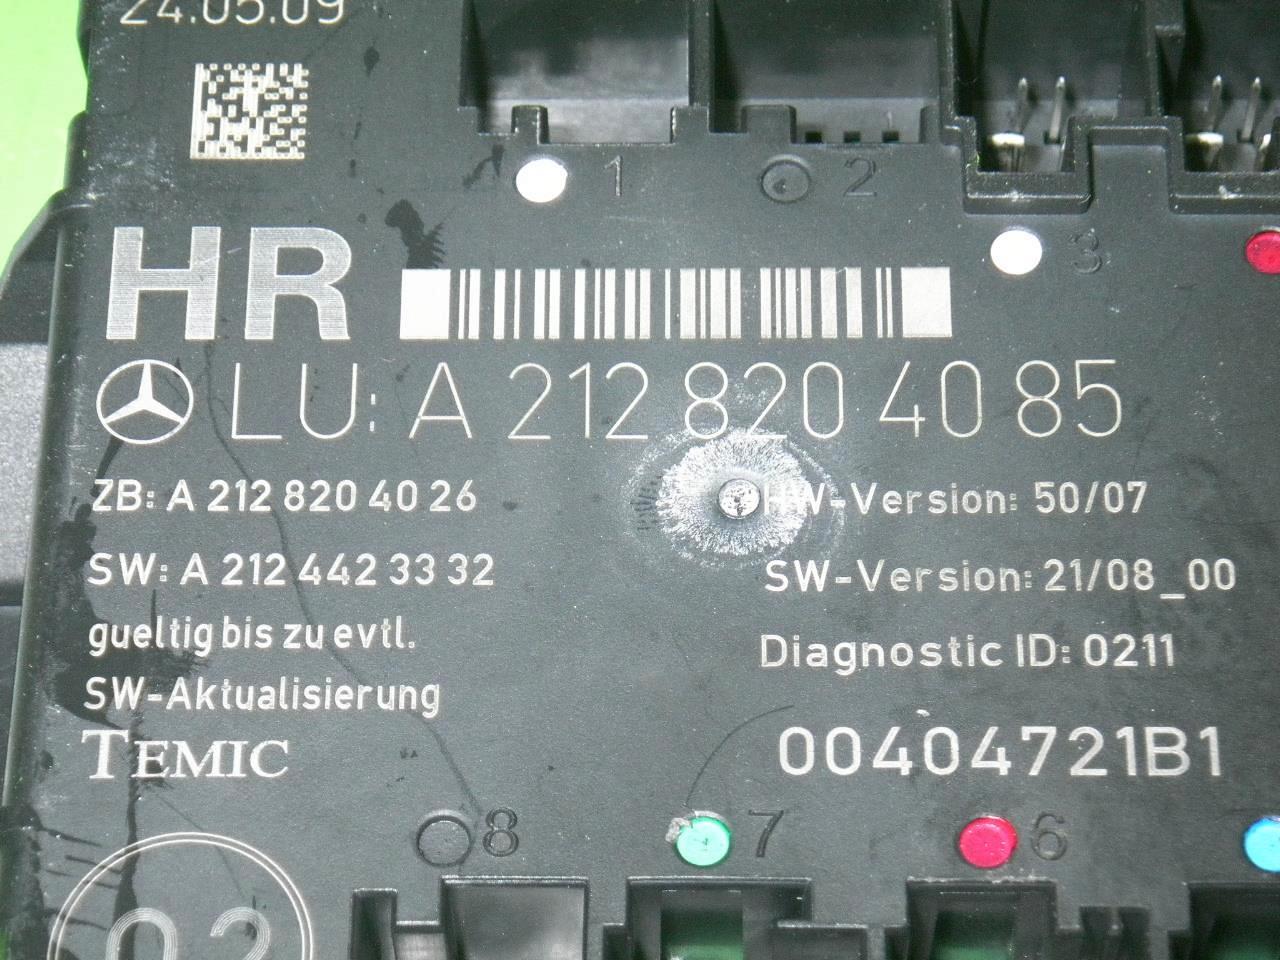 24.05.09
1
2
HR
3
LU: A 212 820 40 85
ZB: A 212 820 40 26
HW-Version: 50/07
SW: A 212 442 33 32
SW-Version: 21/08_00
gueltig bis zu evtl.
Diagnostic ID: 0211
SW-Aktualisierung
TEMIC
00404721B1
8
7
6
02